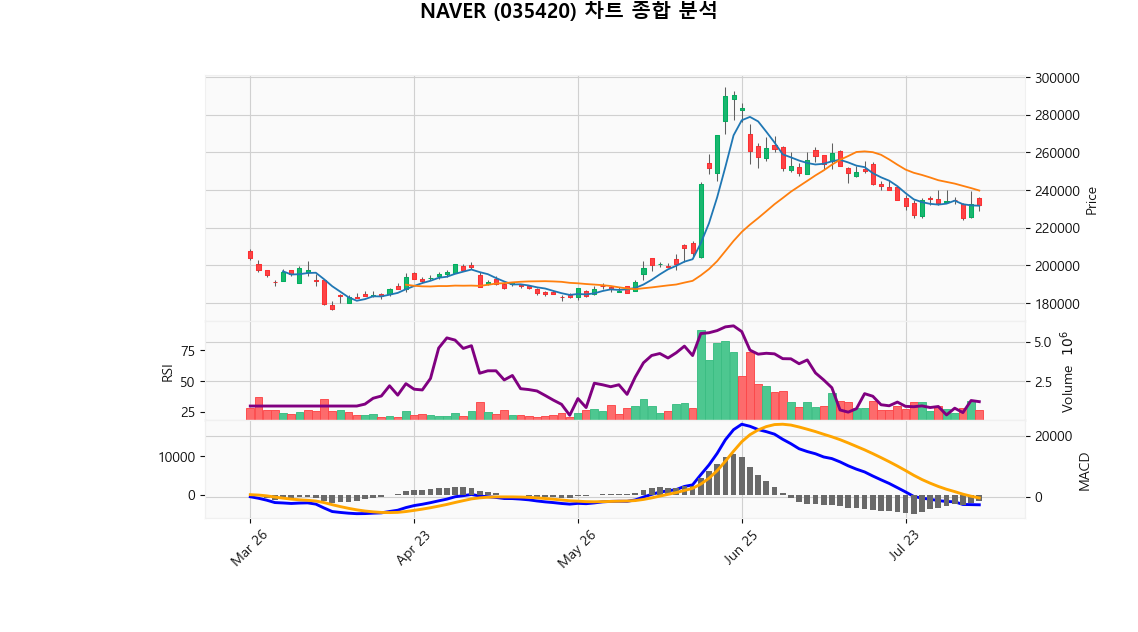 NAVER (035420) 차트 종합 분석
300000
280000
260000
240000
220000
200000
180000
Price
75
50
25
RSI
5.0
2.5
Volume 10^6
10000
0
20000
0
MACD
Mar 26
Apr 23
May 26
Jun 25
Jul 23